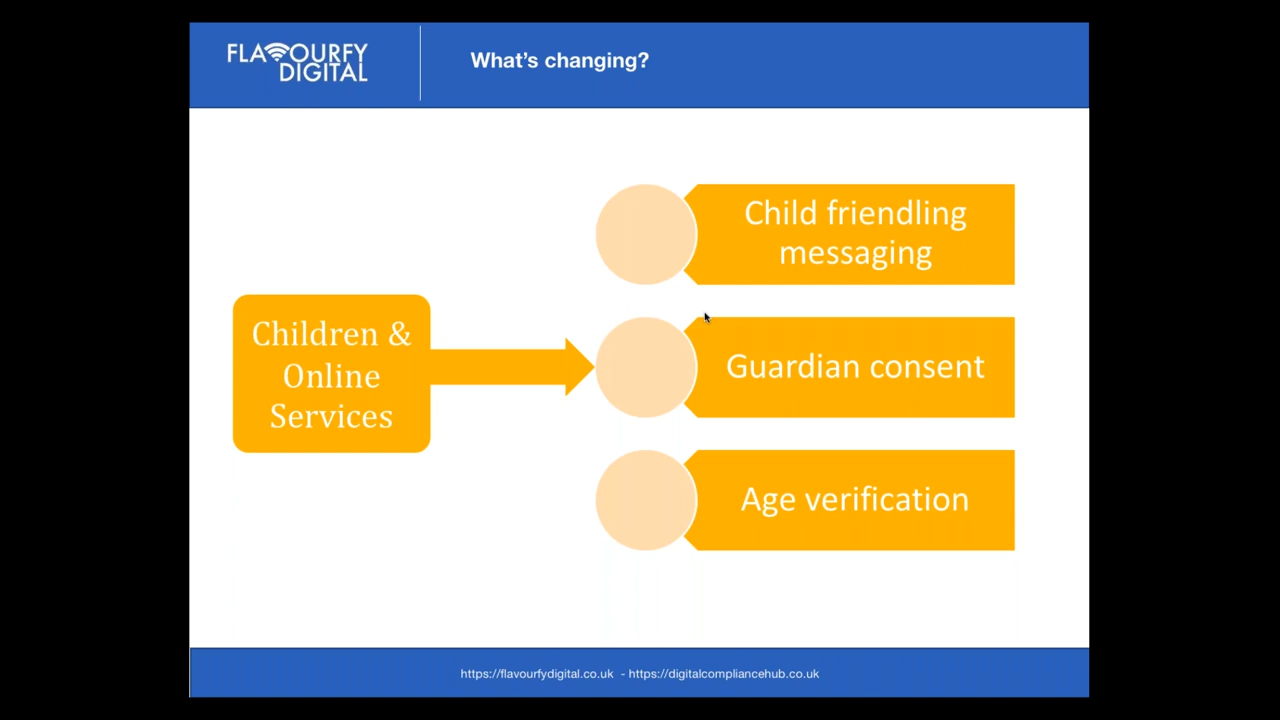 FLAVOURFY
DIGITAL
What's changing?
Child friendling
messaging
Children &
Online
Services
Guardian consent
Age verification
https://flavourfydigital.co.uk - https://digitalcompliancehub.co.uk